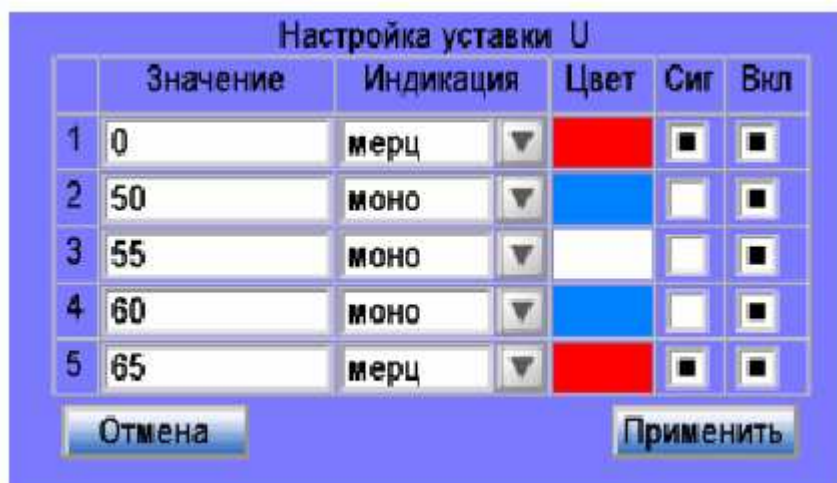 Настройка уставки U
Значение Индикация Цвет Сиг Вкл
1 0 мерц
2 50 моно
3 55 моно
4 60 моно
5 65 мерц
Отмена Применить